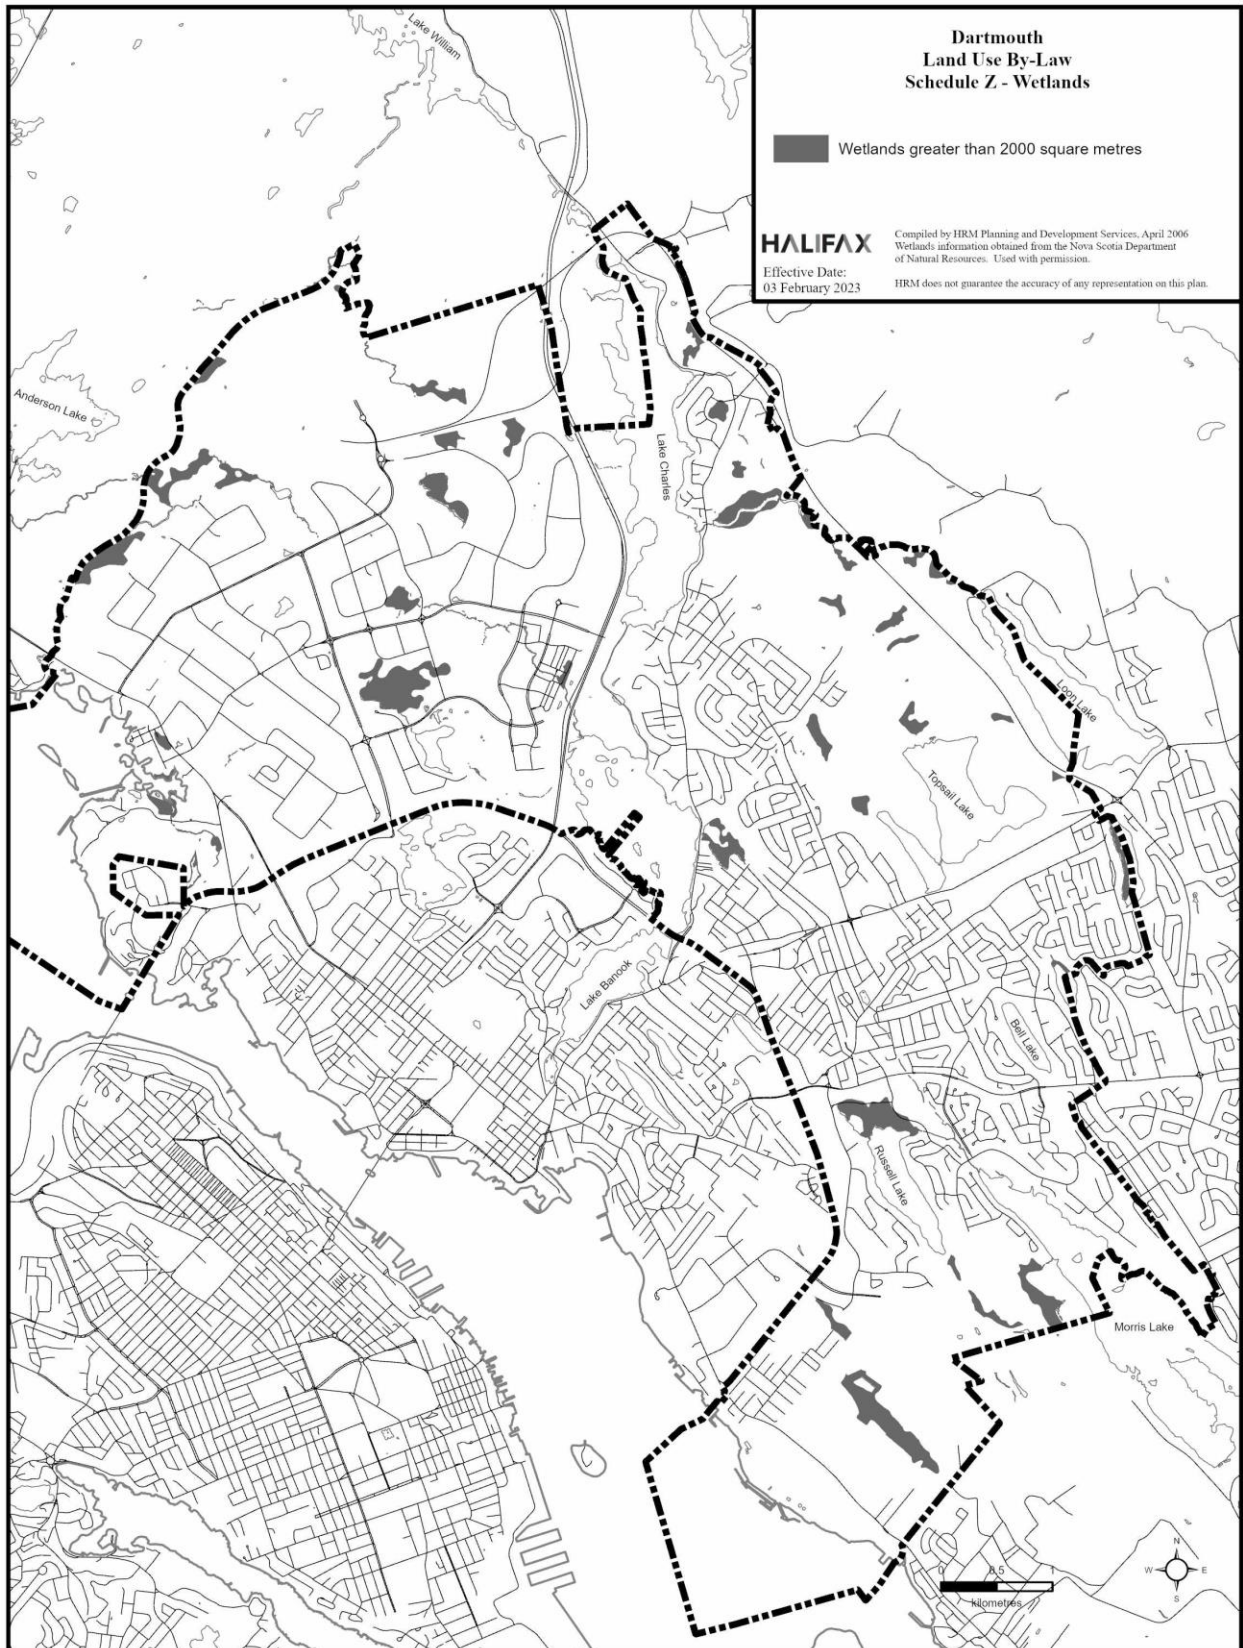 Dartmouth
Land Use By-Law
Schedule Z - Wetlands
Wetlands greater than 2000 square metres
HALIFAX
Compiled by HRM Planning and Development Services, April 2006
Wetlands information obtained from the Nova Scotia Department
of Natural Resources. Used with permission.
Effective Date:
03 February 2023
HRM does not guarantee the accuracy of any representation on this plan.
Lake William
Anderson Lake
Lake Charles
Loon Lake
Topsail Lake
Lake Banook
Bell Lake
Russell Lake
Morris Lake
N
W
E
S
0 0.5 1
kilometres